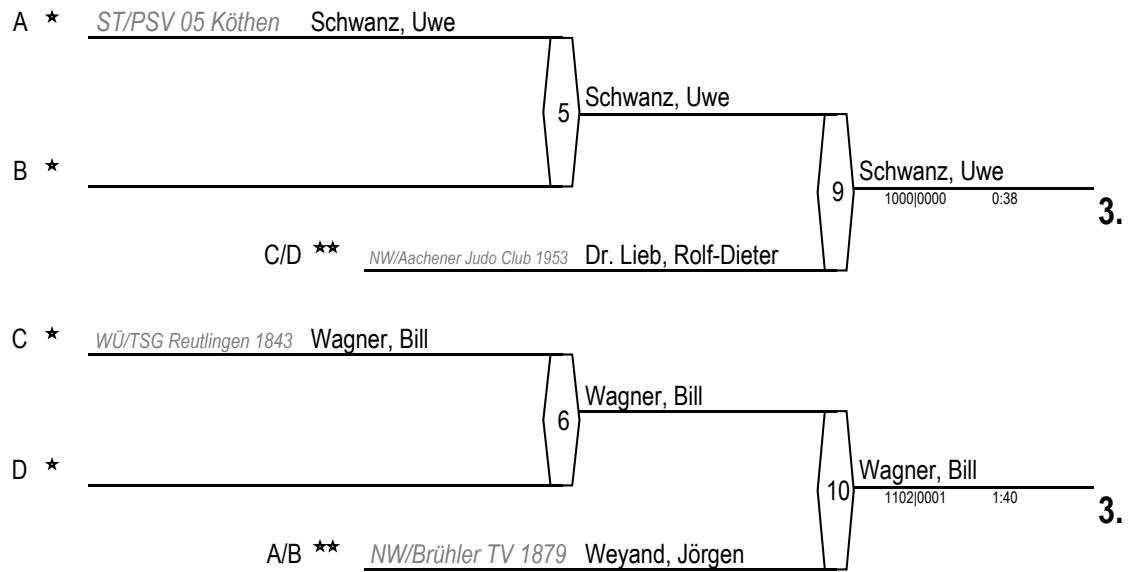 A ST/PSV 05 Köthen Schwanz, Uwe
5 Schwanz, Uwe
B
9 Schwanz, Uwe
1000|0000 0:38
3.
C/D NW/Aachener Judo Club 1953 Dr. Lieb, Rolf-Dieter
C WÜ/TSG Reutlingen 1843 Wagner, Bill
6 Wagner, Bill
D
10 Wagner, Bill
1102|0001 1:40
3.
A/B NW/Brühler TV 1879 Weyand, Jörgen